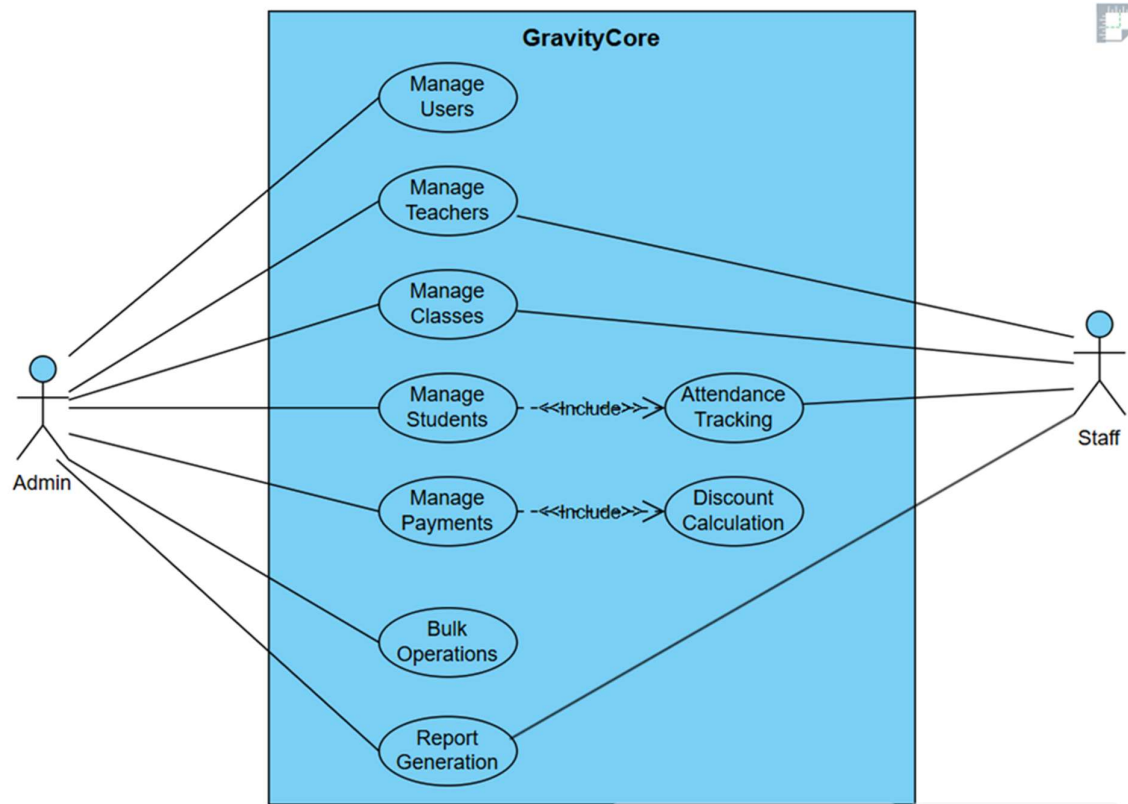 GravityCore
Manage
Users
Manage
Teachers
Manage
Classes
Manage
Students
<<Include>>
Attendance
Tracking
Manage
Payments
<<Include>>
Discount
Calculation
Bulk
Operations
Report
Generation
Admin
Staff